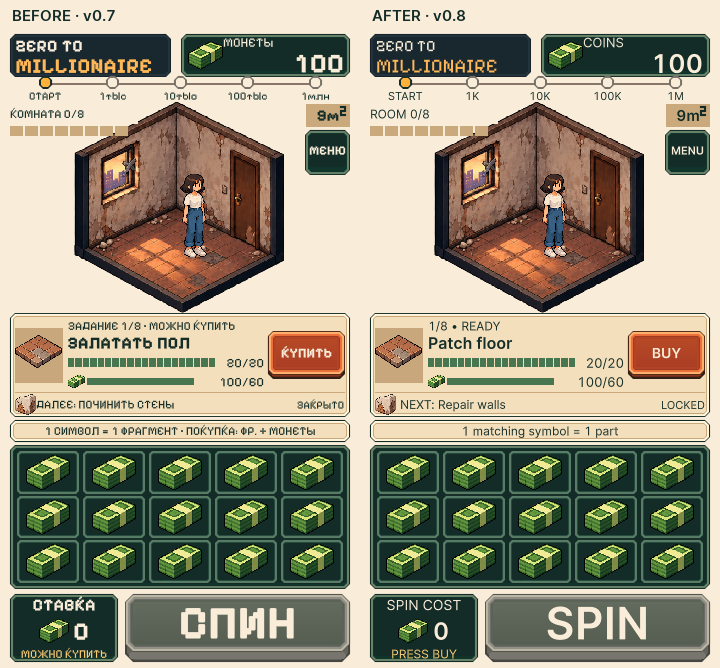 BEFORE · v0.7
ZERO TO
MILLIONAIRE
МОНЕТЫ
100
СТАРТ
1тыс
10тыс
100тыс
1млн
КОМНАТА 0/8
9м²
МЕНЮ
ЗАДАНИЕ 1/8 · МОЖНО КУПИТЬ
ЗАЛАТАТЬ ПОЛ
20/20
100/60
КУПИТЬ
ДАЛЕЕ: ПОЧИНИТЬ СТЕНЫ
ЗАКРЫТО
1 СИМВОЛ = 1 ФРАГМЕНТ · ПОКУПКА: ФР. + МОНЕТЫ
СТАВКА
0
МОЖНО КУПИТЬ
СПИН
AFTER · v0.8
ZERO TO
MILLIONAIRE
COINS
100
START
1K
10K
100K
1M
ROOM 0/8
9m²
MENU
1/8 • READY
Patch floor
20/20
100/60
BUY
NEXT: Repair walls
LOCKED
1 matching symbol = 1 part
SPIN COST
0
PRESS BUY
SPIN